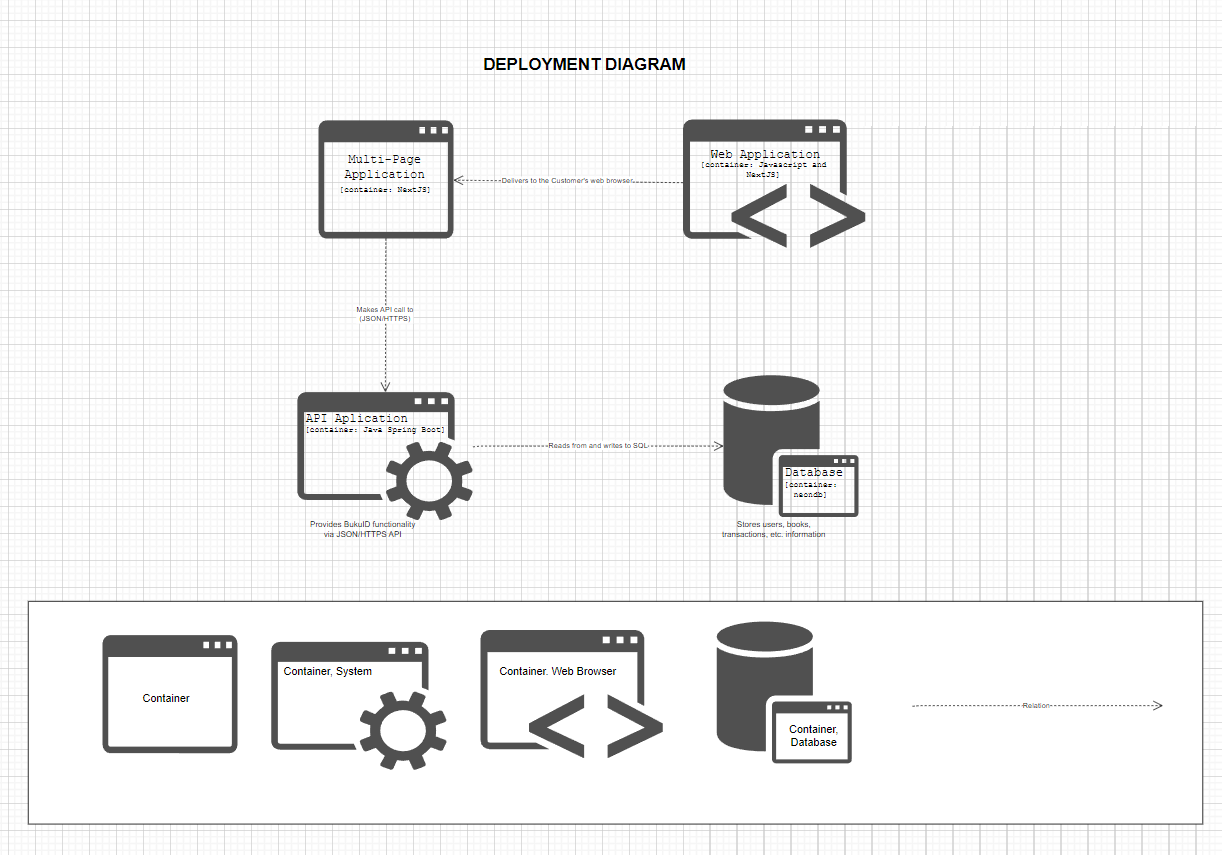 DEPLOYMENT DIAGRAM
Multi-Page
Application
[container: NextJS]
Delivers to the Customer's web browser
Web Application
[container: Javascript and
NextJS]
Makes API call to
(JSON/HTTPS)
API Aplication
[container: Java Spring Boot]
Provides BukuID functionality
via JSON/HTTPS API
Reads from and writes to SQL
Database
[container:
neondb]
Stores users, books,
transactions, etc. information
Container
Container, System
Container. Web Browser
Container,
Database
Relation